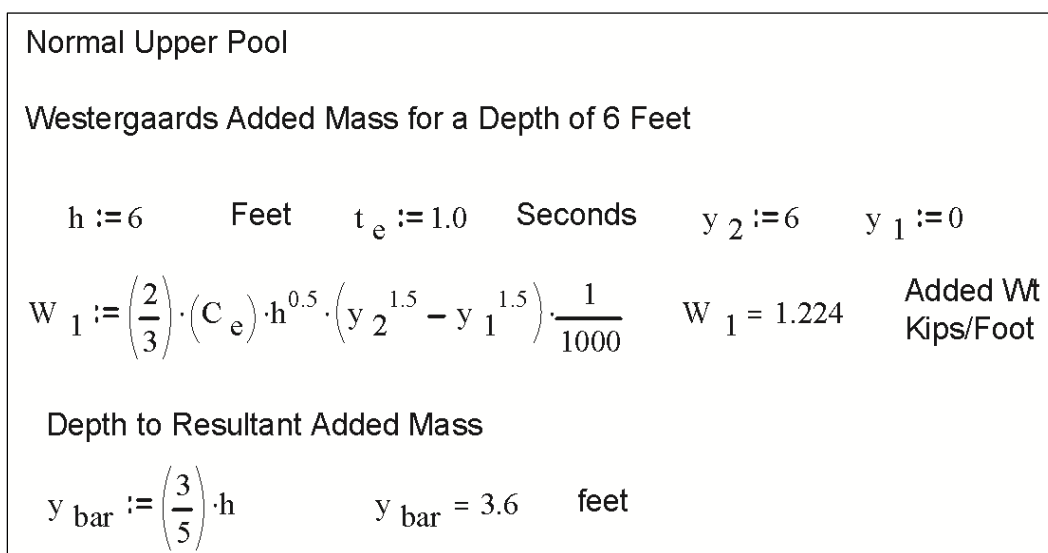 Normal Upper Pool
Westergaards Added Mass for a Depth of 6 Feet
h := 6 Feet t e := 1.0 Seconds y 2 := 6 y 1 := 0
W 1 := (2/3) · (C e) · h^0.5 · (y 2^1.5 − y 1^1.5) · 1/1000 W 1 = 1.224 Added Wt Kips/Foot
Depth to Resultant Added Mass
y bar := (3/5) · h y bar = 3.6 feet